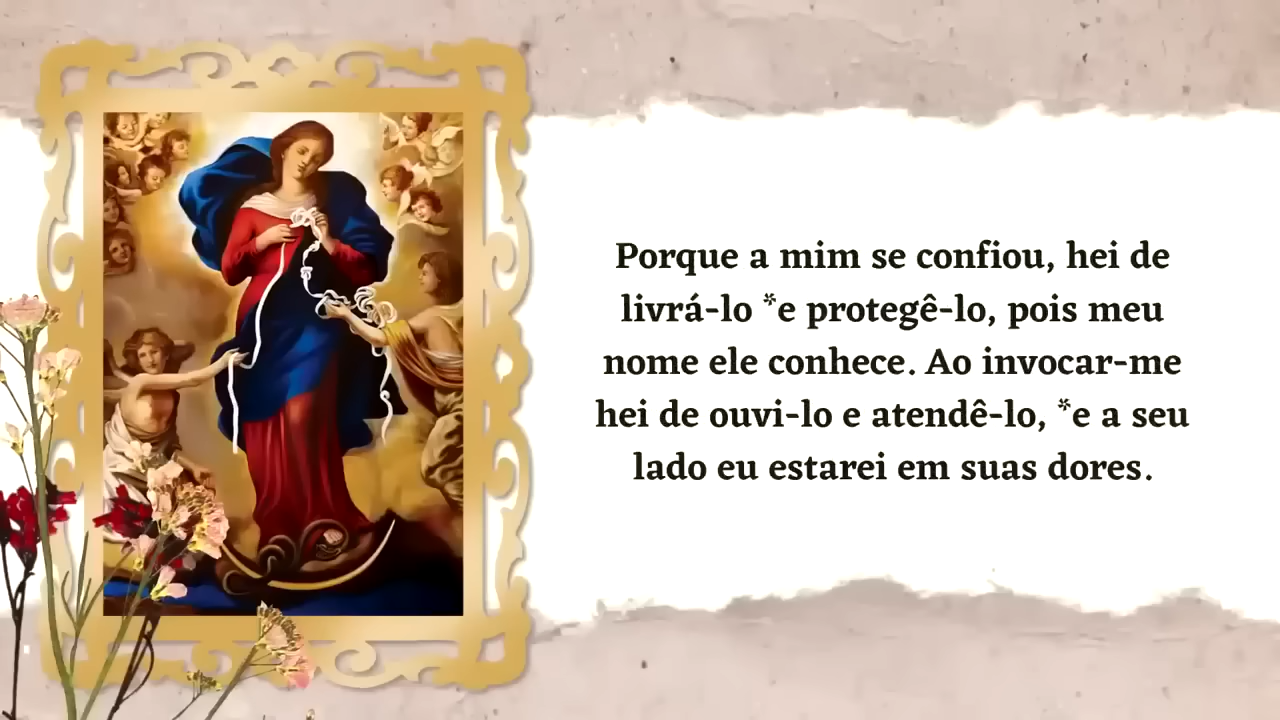 Porque a mim se confiou, hei de
livrá-lo *e protegê-lo, pois meu
nome ele conhece. Ao invocar-me
hei de ouvi-lo e atendê-lo, *e a seu
lado eu estarei em suas dores.